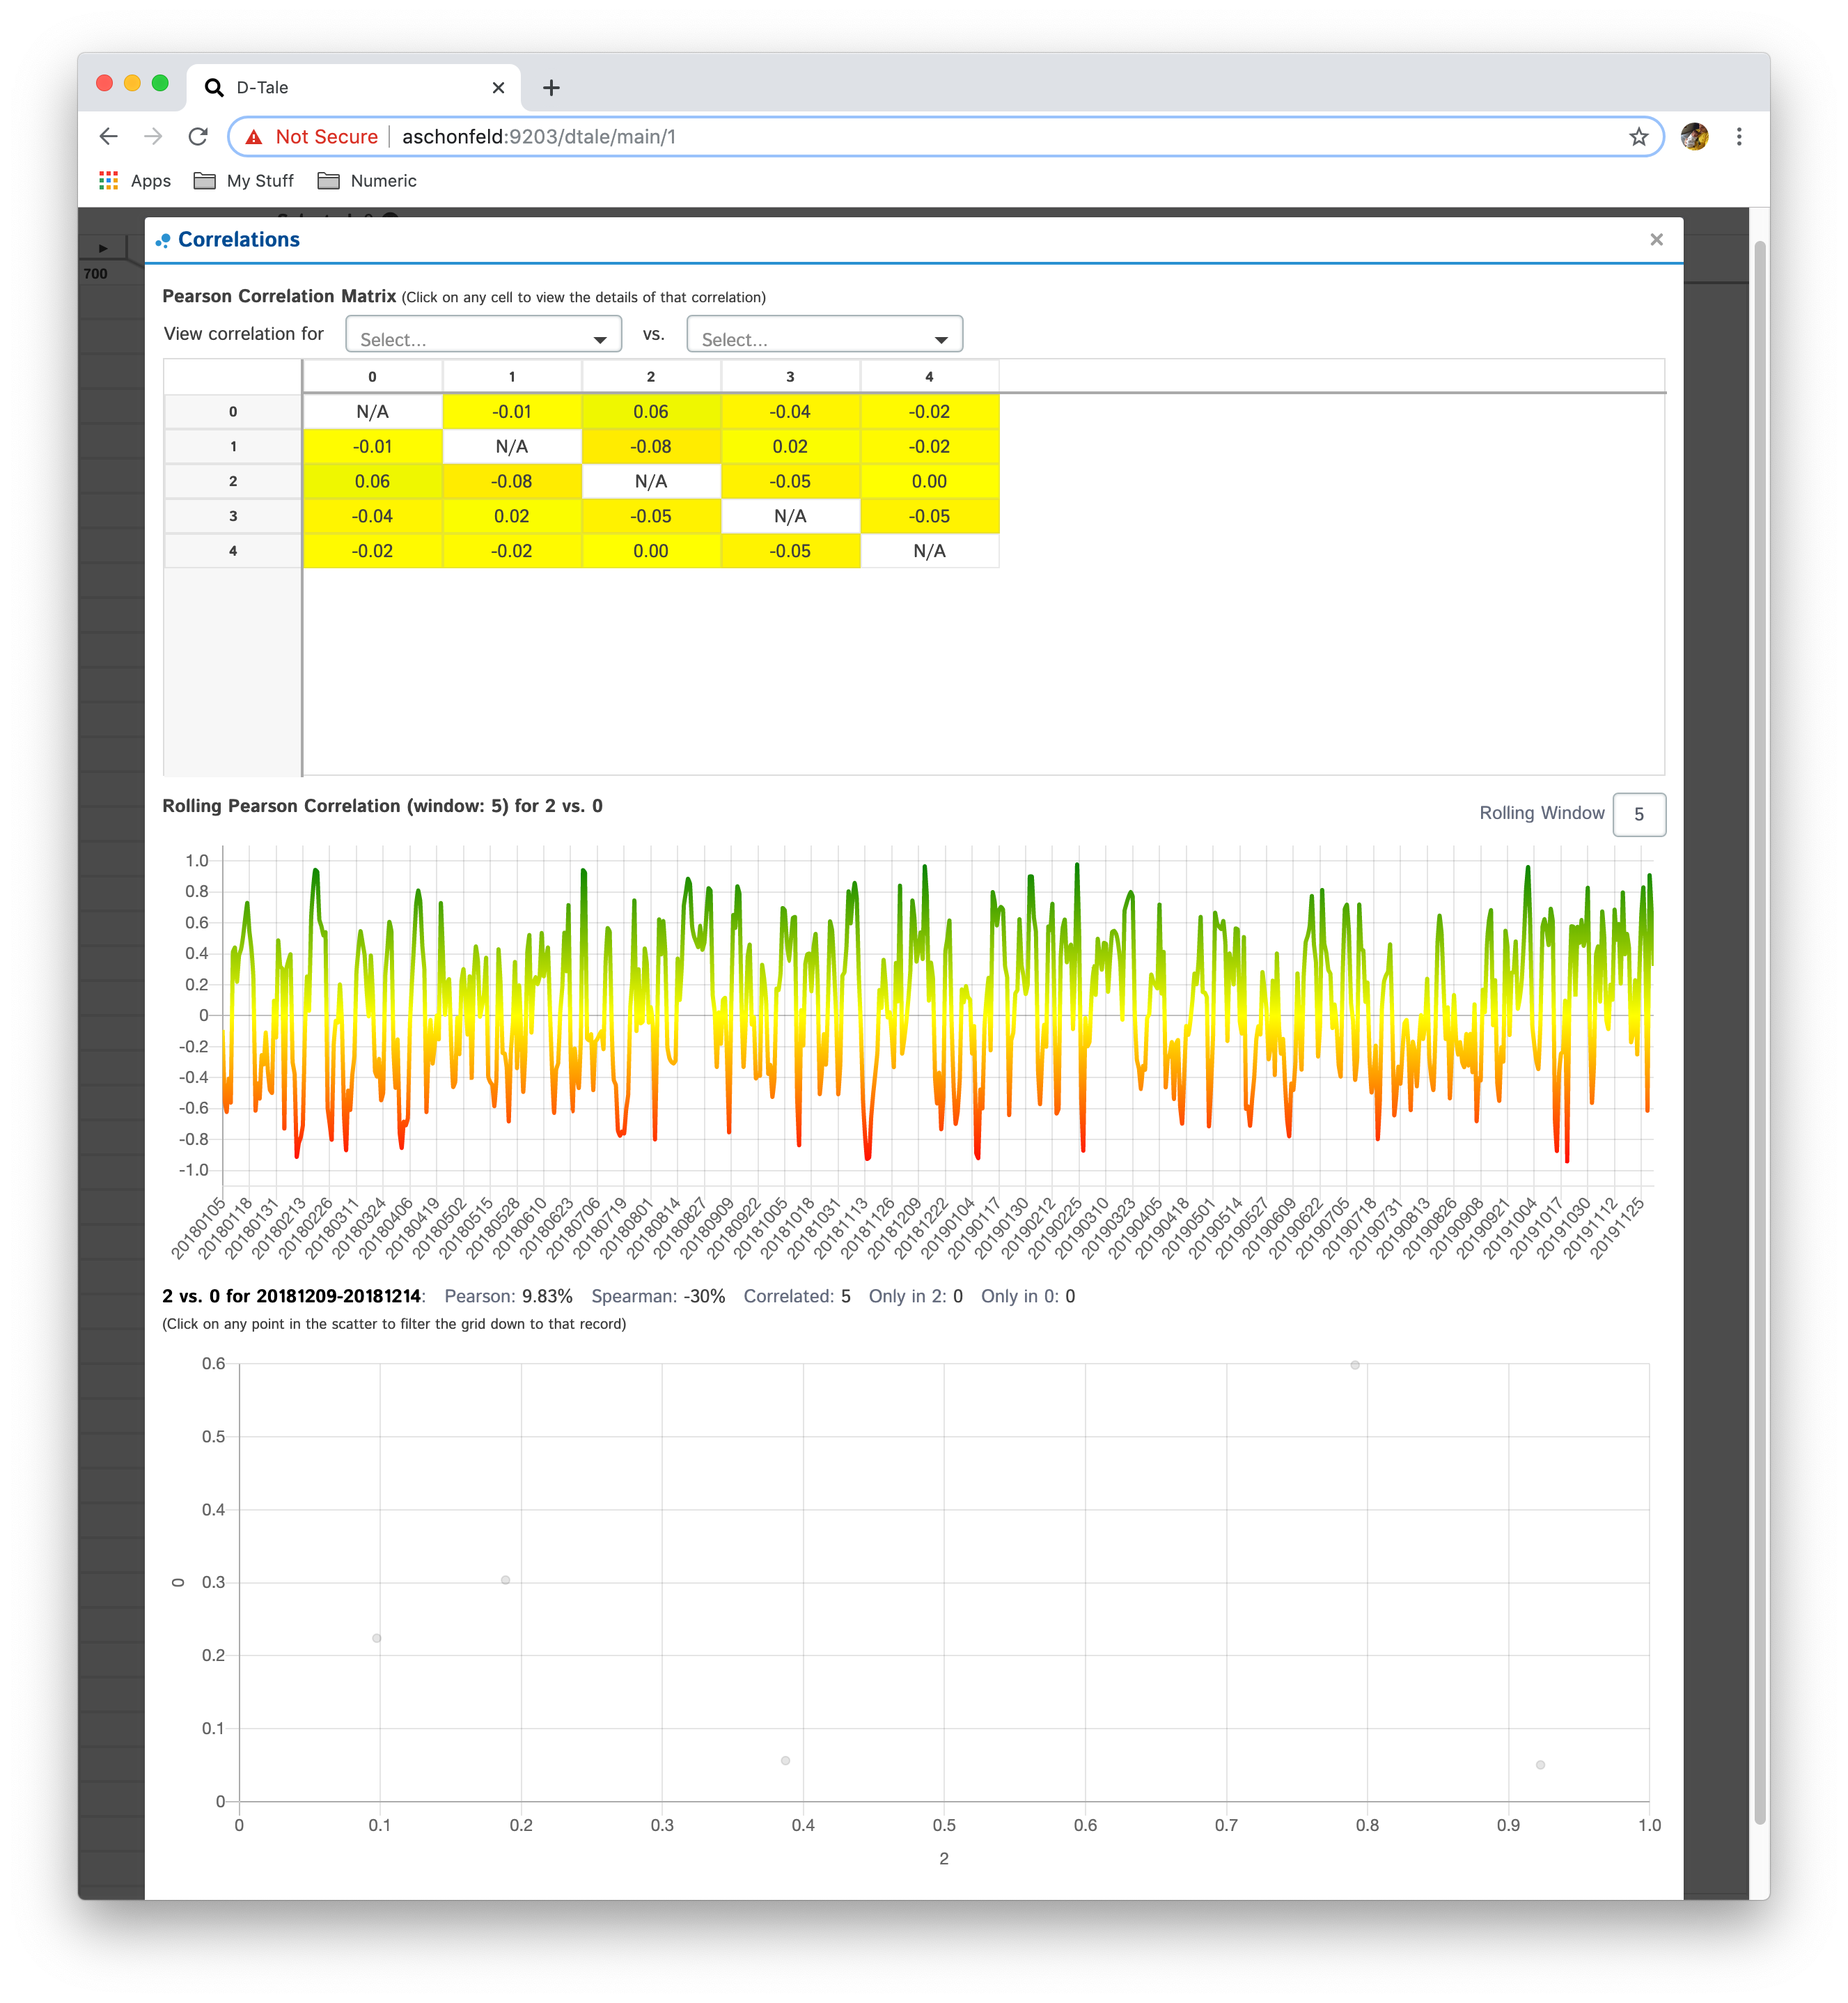 D-Tale
Not Secure aschonfeld:9203/dtale/main/1
Apps My Stuff Numeric
700
Correlations
Pearson Correlation Matrix (Click on any cell to view the details of that correlation)
View correlation for Select... vs. Select...
0 1 2 3 4
0 N/A -0.01 0.06 -0.04 -0.02
1 -0.01 N/A -0.08 0.02 -0.02
2 0.06 -0.08 N/A -0.05 0.00
3 -0.04 0.02 -0.05 N/A -0.05
4 -0.02 -0.02 0.00 -0.05 N/A
Rolling Pearson Correlation (window: 5) for 2 vs. 0 Rolling Window 5
1.0
0.8
0.6
0.4
0.2
0
-0.2
-0.4
-0.6
-0.8
-1.0
20180105 20180118 20180131 20180213 20180226 20180311 20180324 20180406 20180419 20180502 20180515 20180528 20180610 20180623 20180706 20180719 20180801 20180814 20180827 20180909 20180922 20181005 20181018 20181031 20181113 20181126 20181209 20181222 20190104 20190117 20190130 20190212 20190225 20190310 20190323 20190405 20190418 20190501 20190514 20190527 20190609 20190622 20190705 20190718 20190731 20190813 20190826 20190908 20190921 20191004 20191017 20191030 20191112 20191125
2 vs. 0 for 20181209-20181214: Pearson: 9.83% Spearman: -30% Correlated: 5 Only in 2: 0 Only in 0: 0
(Click on any point in the scatter to filter the grid down to that record)
0.6
0.5
0.4
0 0.3
0.2
0.1
0
0 0.1 0.2 0.3 0.4 0.5 0.6 0.7 0.8 0.9 1.0
2